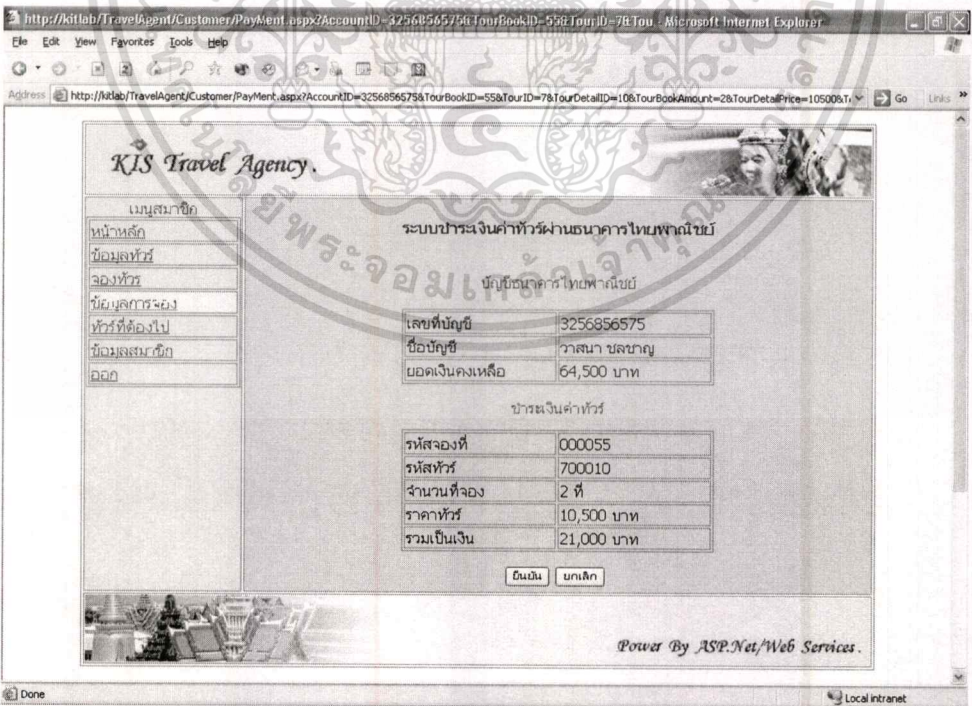 http://kitlab/TravelAgent/Customer/PayMent.aspx?AccountID=3256856575&TourBookID=55&TourID=7&Tou - Microsoft Internet Explorer
File Edit View Favorites Tools Help
Address http://kitlab/TravelAgent/Customer/PayMent.aspx?AccountID=3256856575&TourBookID=55&TourID=7&TourDetailID=10&TourBookAmount=2&TourDetailPrice=10500&T Go Links »
KIS Travel Agency.
เมนูสมาชิก
หน้าหลัก
ข้อมูลทัวร์
จองทัวร์
ข้อมูลการจอง
ทัวร์ที่ต้องไป
ข้อมูลสมาชิก
ออก
ระบบชำระเงินค่าทัวร์ผ่านธนาคารไทยพาณิชย์
บัญชีธนาคารไทยพาณิชย์
เลขที่บัญชี 3256856575
ชื่อบัญชี วาสนา ชลชาญ
ยอดเงินคงเหลือ 64,500 บาท
ชำระเงินค่าทัวร์
รหัสจองที่ 000055
รหัสทัวร์ 700010
จำนวนที่จอง 2 ที่
ราคาทัวร์ 10,500 บาท
รวมเป็นเงิน 21,000 บาท
ยืนยัน ยกเลิก
Power By ASP.Net/Web Services.
Done Local intranet